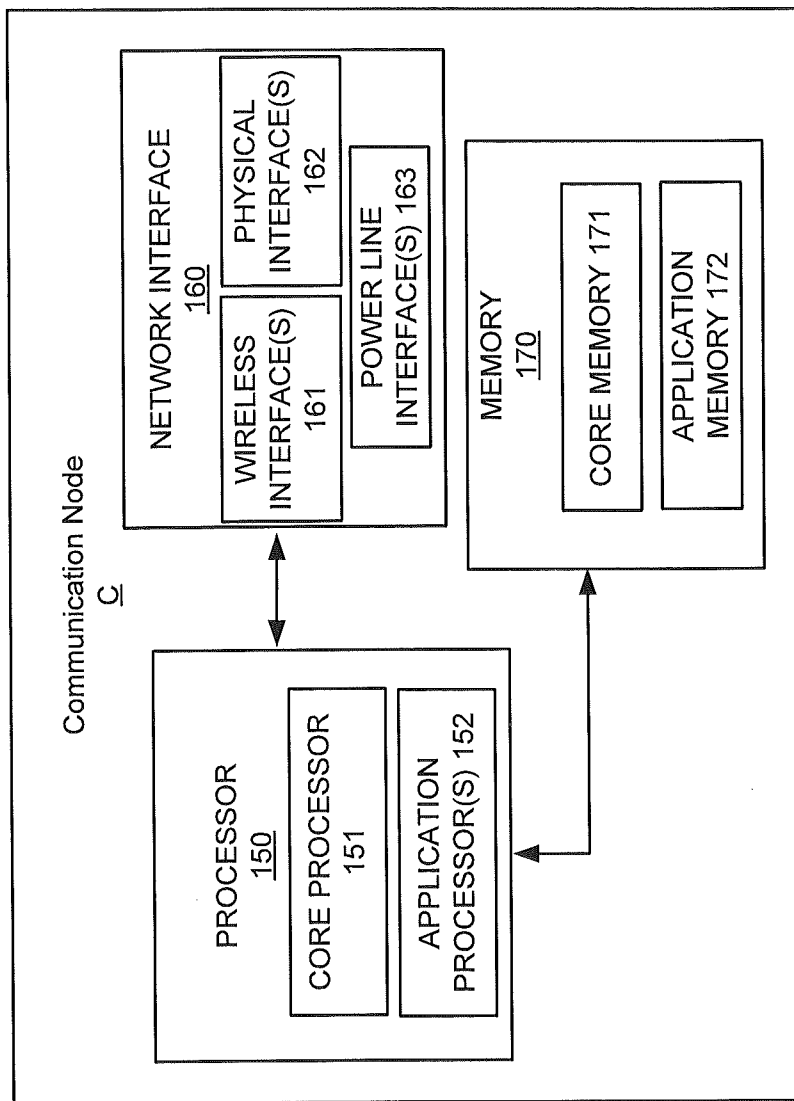 Communication Node
C
PROCESSOR
150
CORE PROCESSOR
151
APPLICATION
PROCESSOR(S) 152
NETWORK INTERFACE
160
WIRELESS
INTERFACE(S)
161
PHYSICAL
INTERFACE(S)
162
POWER LINE
INTERFACE(S) 163
MEMORY
170
CORE MEMORY 171
APPLICATION
MEMORY 172